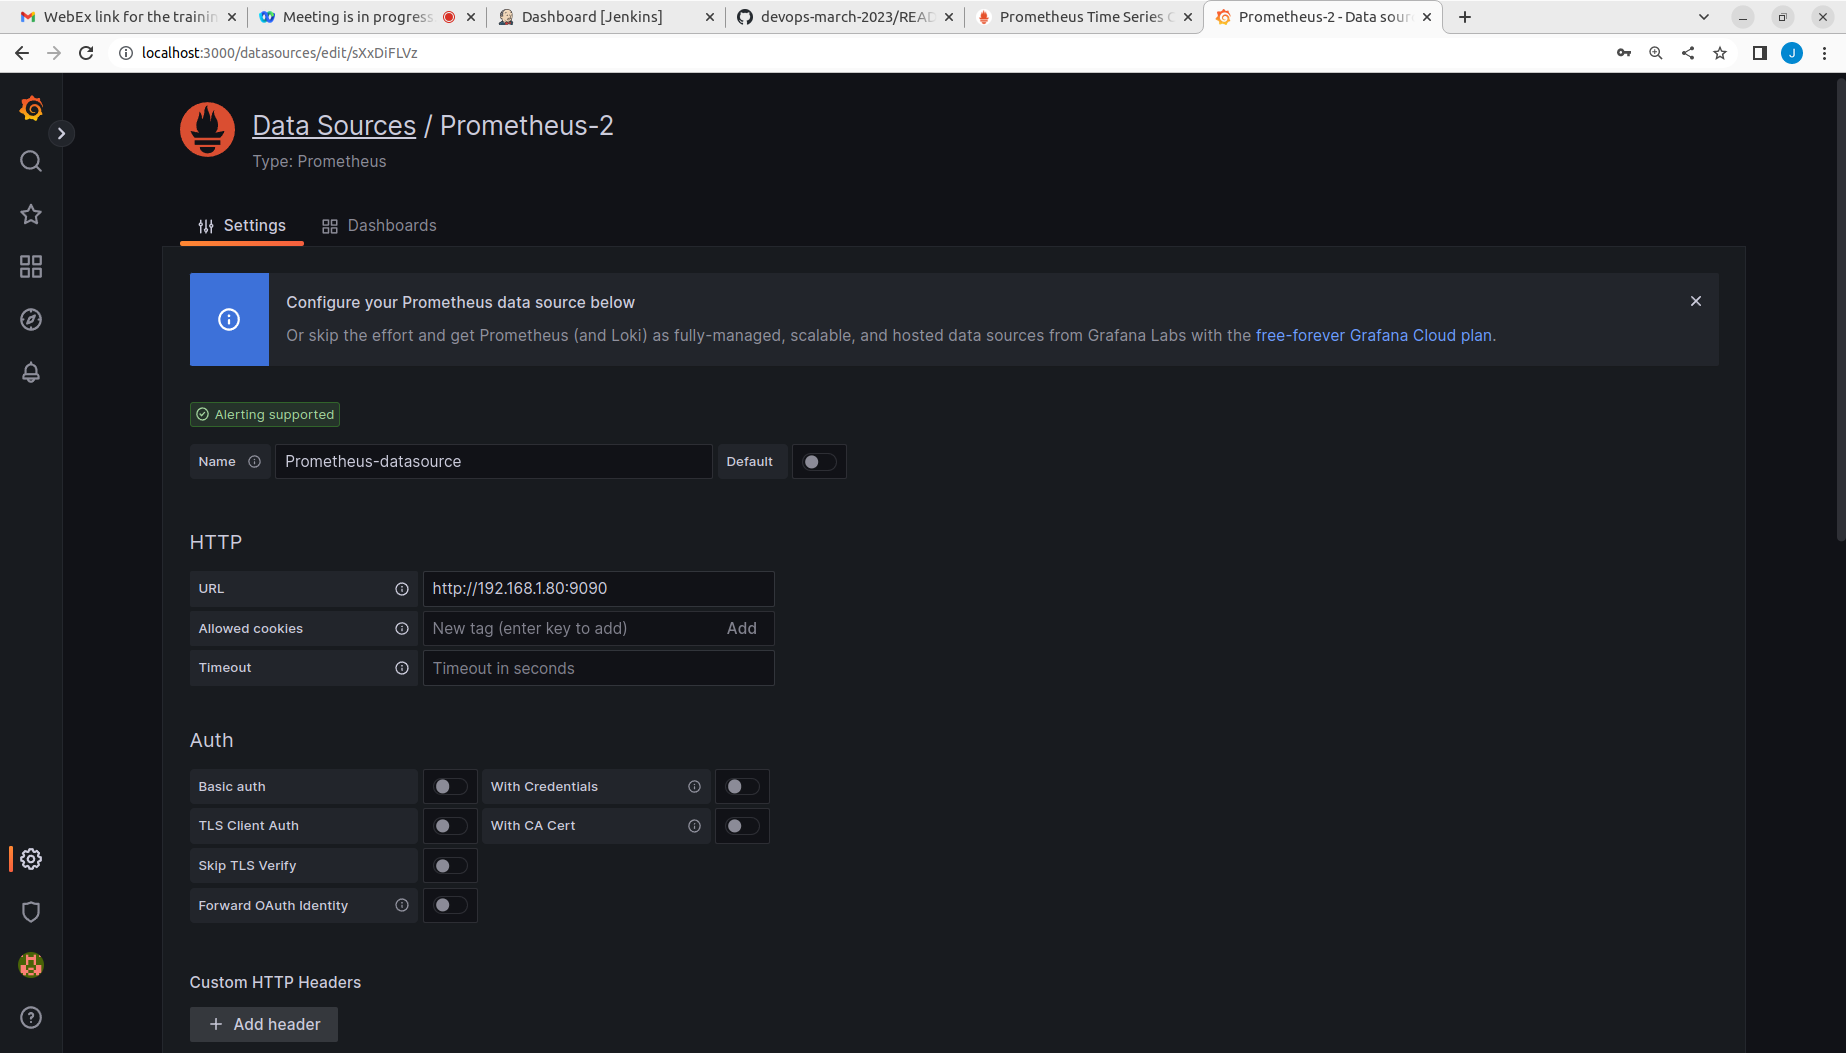 WebEx link for the trainin
Meeting is in progress
Dashboard [Jenkins]
devops-march-2023/READ
Prometheus Time Series C
Prometheus-2 - Data sour
localhost:3000/datasources/edit/sXxDiFLVz
J
Data Sources / Prometheus-2
Type: Prometheus
Settings
Dashboards
Configure your Prometheus data source below
Or skip the effort and get Prometheus (and Loki) as fully-managed, scalable, and hosted data sources from Grafana Labs with the free-forever Grafana Cloud plan.
Alerting supported
Name Prometheus-datasource Default
HTTP
URL http://192.168.1.80:9090
Allowed cookies New tag (enter key to add) Add
Timeout Timeout in seconds
Auth
Basic auth With Credentials
TLS Client Auth With CA Cert
Skip TLS Verify
Forward OAuth Identity
Custom HTTP Headers
+ Add header